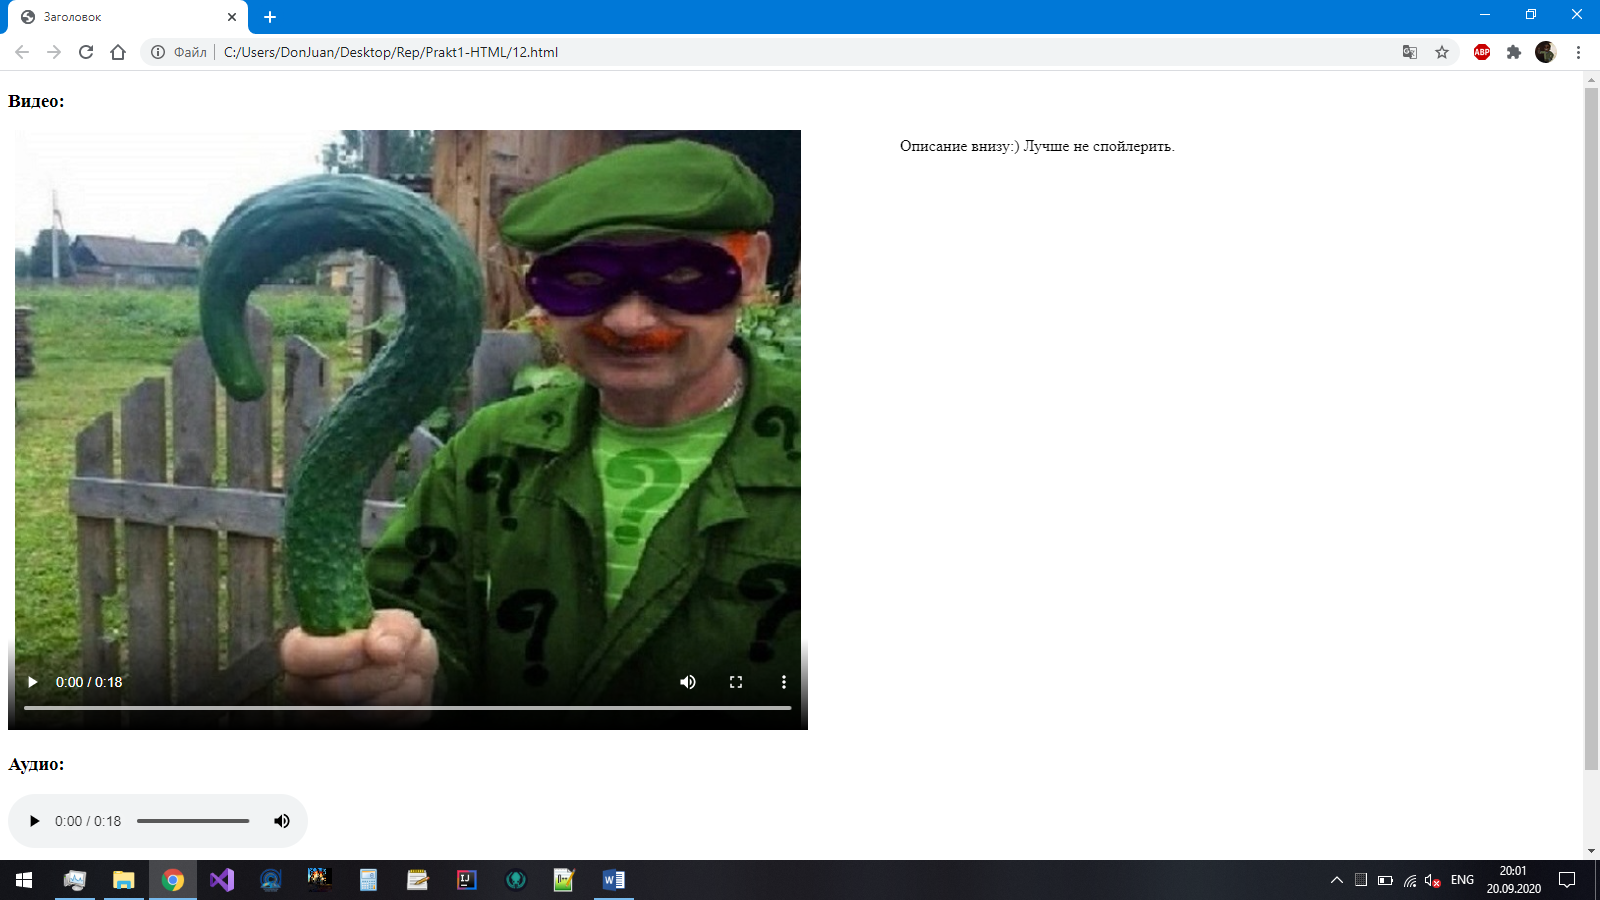 Заголовок
Файл
C:/Users/DonJuan/Desktop/Rep/Prakt1-HTML/12.html
ABP
Видео:
Описание внизу:) Лучше не спойлерить.
? ? ? ? ? ? ?
0:00 / 0:18
Аудио:
0:00 / 0:18
ENG
20:01
20.09.2020